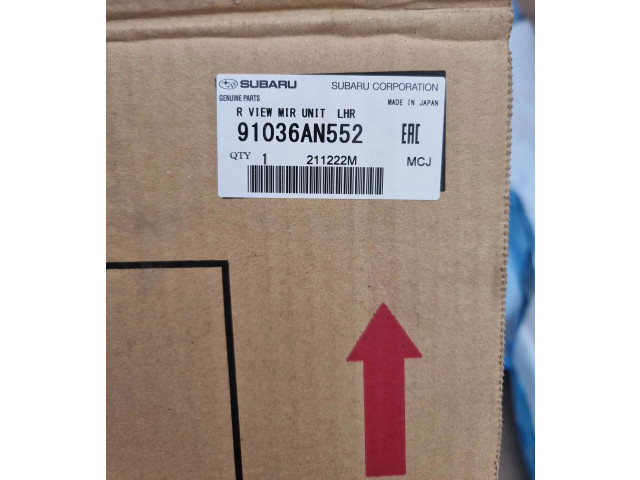 SUBARU SUBARU CORPORATION
GENUINE PARTS MADE IN JAPAN
R VIEW MIR UNIT LHR
91036AN552 EAC
QTY 1 211222M MCJ